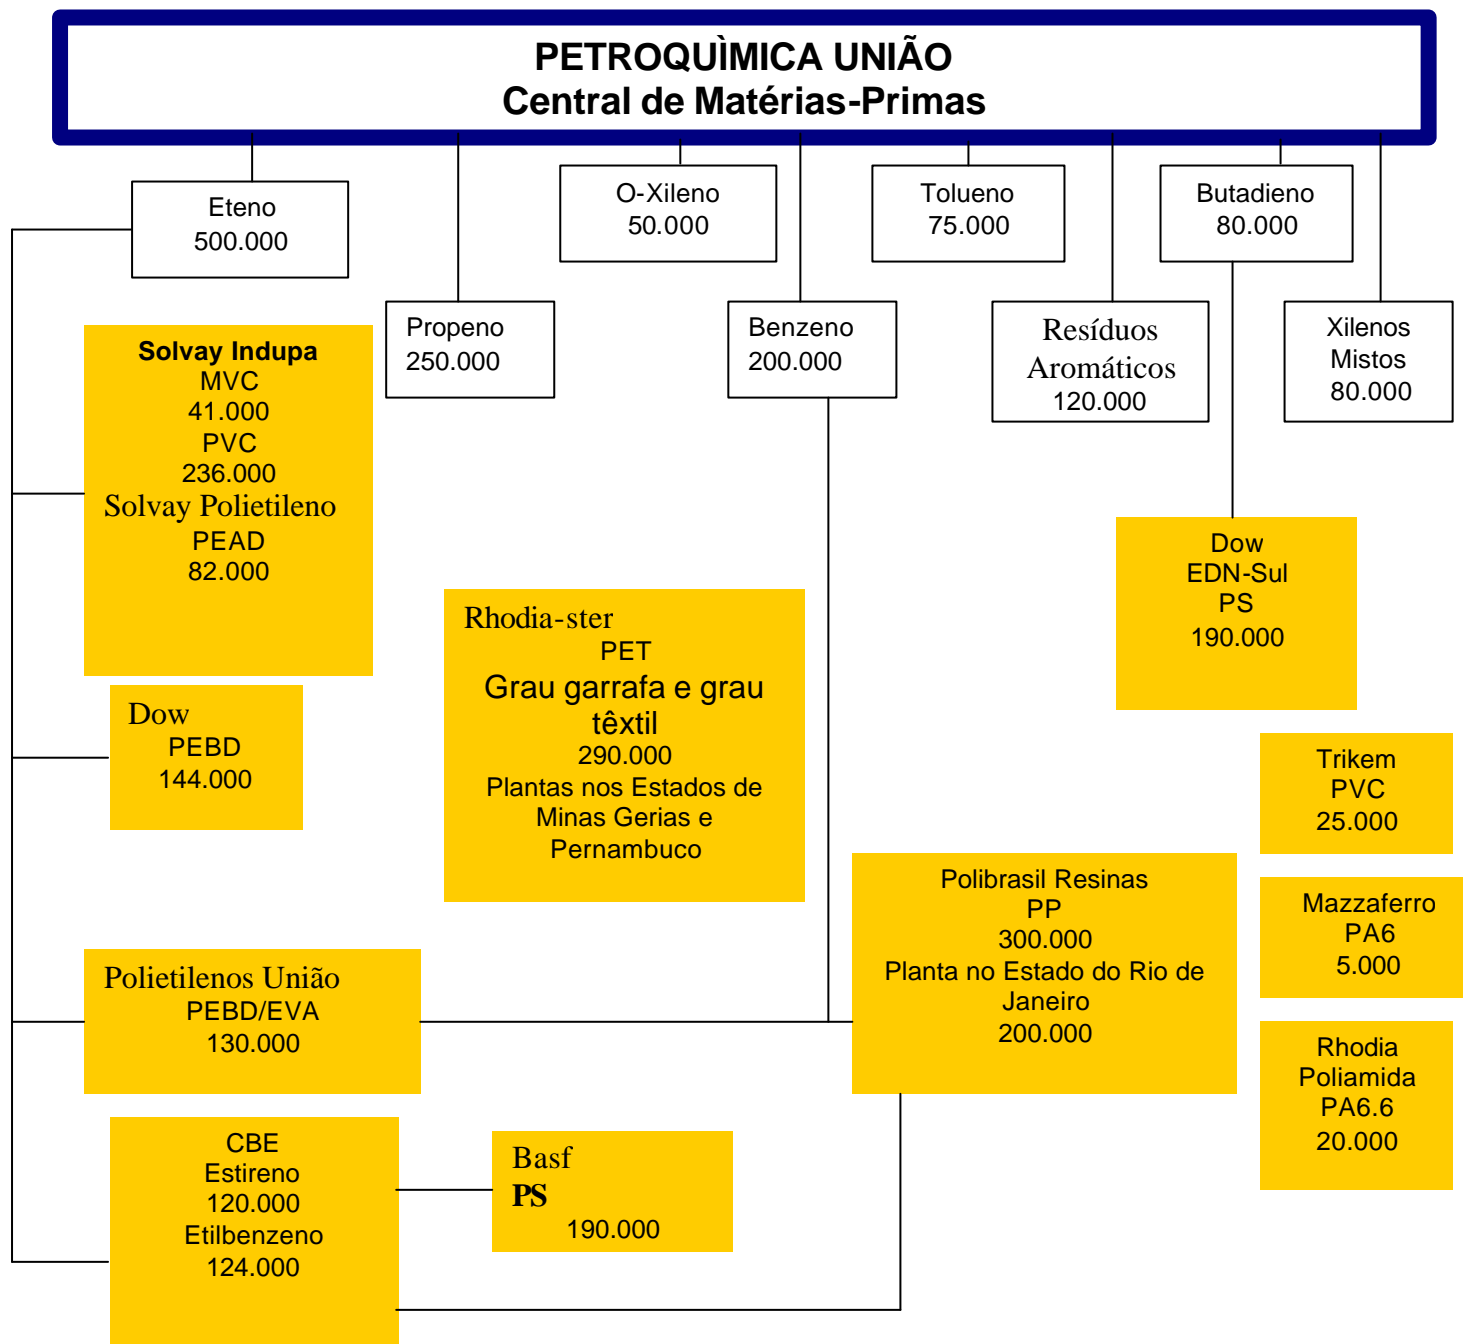 PETROQUÌMICA UNIÃO
Central de Matérias-Primas
Eteno
500.000
O-Xileno
50.000
Tolueno
75.000
Butadieno
80.000
Propeno
250.000
Benzeno
200.000
Resíduos
Aromáticos
120.000
Xilenos
Mistos
80.000
Solvay Indupa
MVC
41.000
PVC
236.000
Solvay Polietileno
PEAD
82.000
Dow
EDN-Sul
PS
190.000
Rhodia-ster
PET
Grau garrafa e grau
têxtil
290.000
Plantas nos Estados de
Minas Gerias e
Pernambuco
Dow
PEBD
144.000
Trikem
PVC
25.000
Polibrasil Resinas
PP
300.000
Planta no Estado do Rio de
Janeiro
200.000
Mazzaferro
PA6
5.000
Polietilenos União
PEBD/EVA
130.000
Rhodia
Poliamida
PA6.6
20.000
CBE
Estireno
120.000
Etilbenzeno
124.000
Basf
PS
190.000